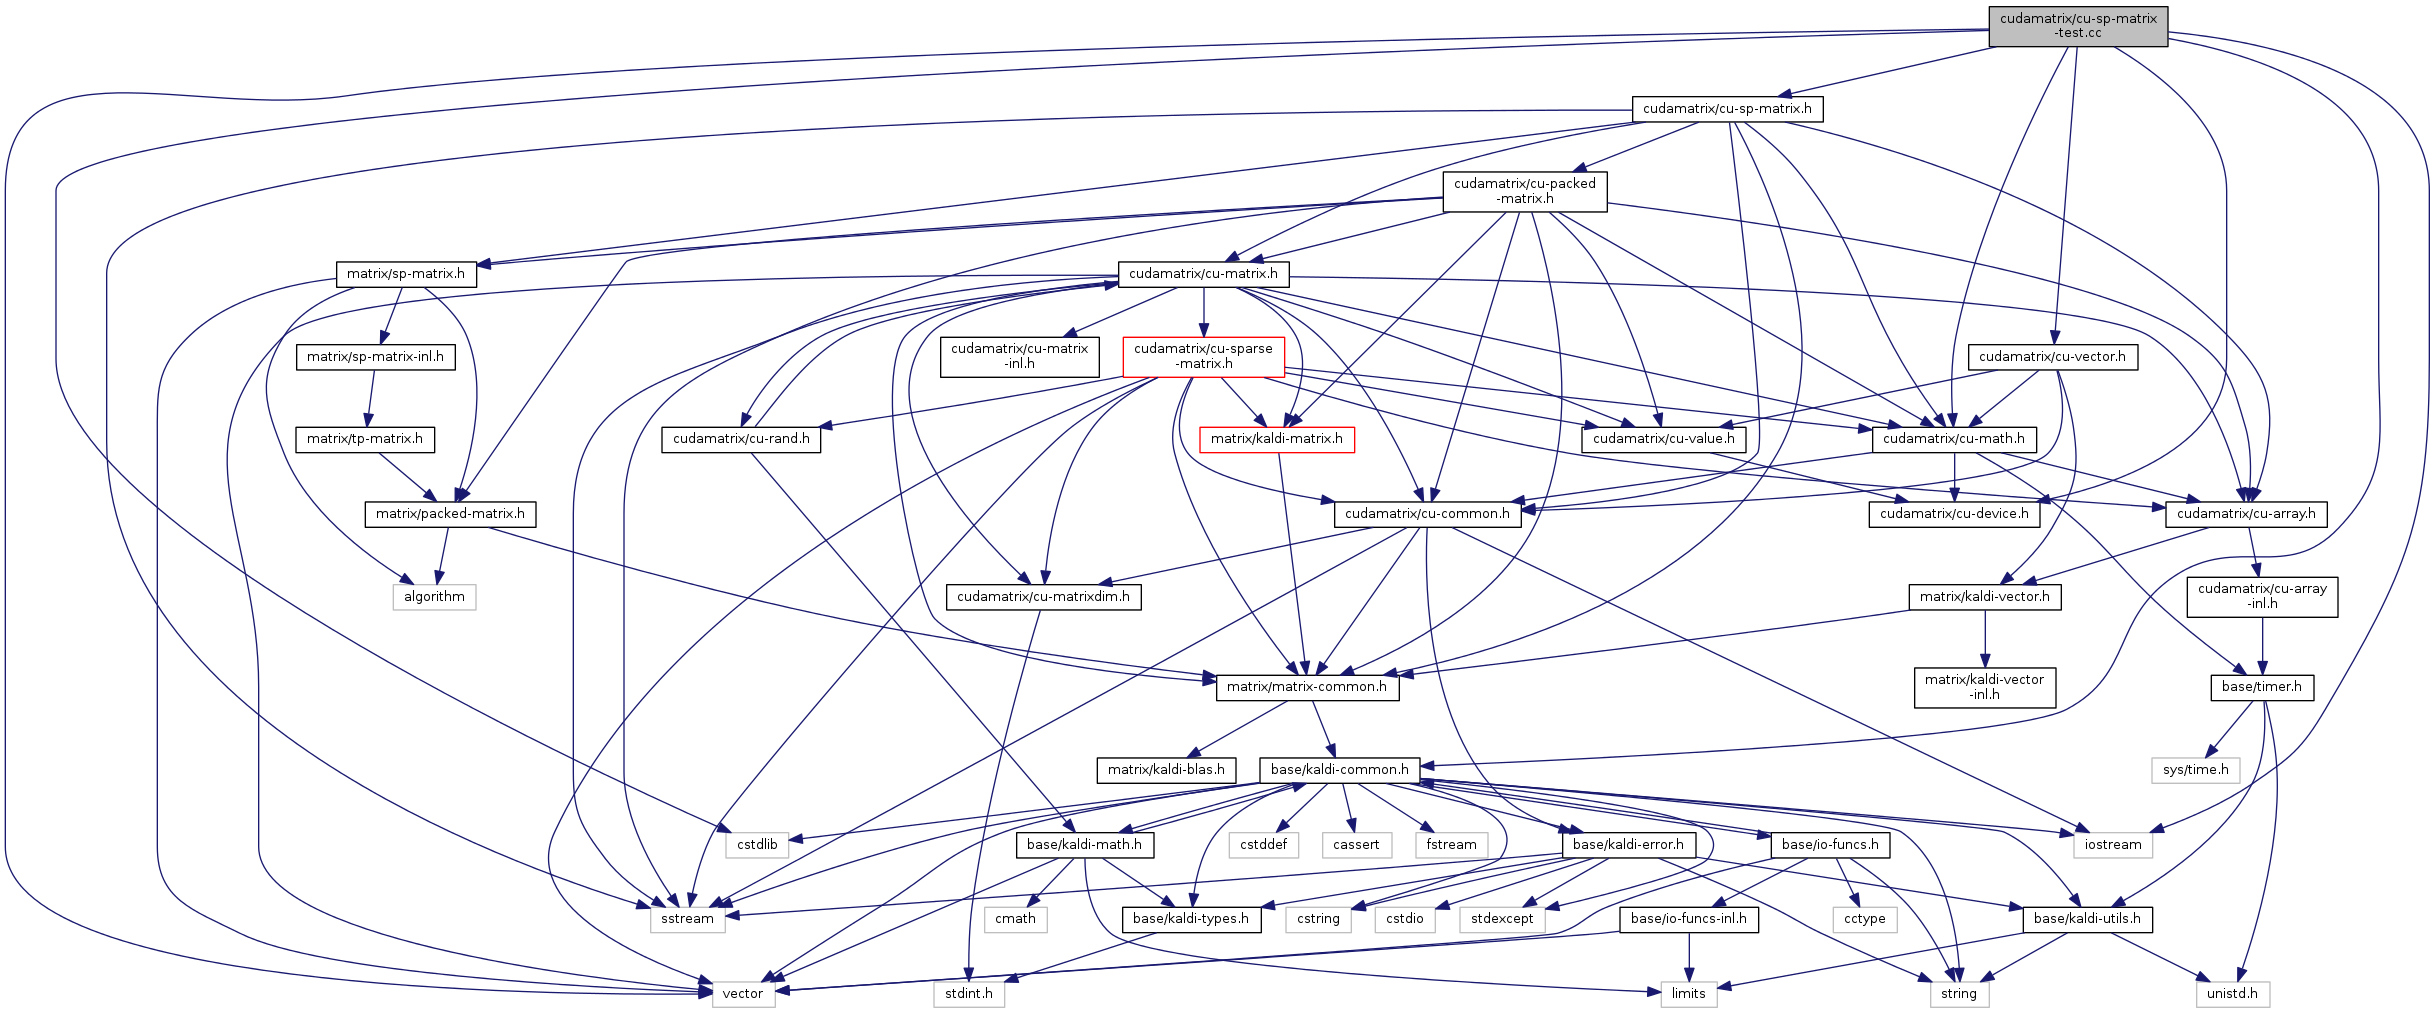 cudamatrix/cu-sp-matrix
-test.cc
cudamatrix/cu-sp-matrix.h
cudamatrix/cu-packed
-matrix.h
matrix/sp-matrix.h
cudamatrix/cu-matrix.h
matrix/sp-matrix-inl.h
cudamatrix/cu-matrix
-inl.h
cudamatrix/cu-sparse
-matrix.h
cudamatrix/cu-vector.h
matrix/tp-matrix.h
cudamatrix/cu-rand.h
matrix/kaldi-matrix.h
cudamatrix/cu-value.h
cudamatrix/cu-math.h
matrix/packed-matrix.h
cudamatrix/cu-common.h
cudamatrix/cu-device.h
cudamatrix/cu-array.h
algorithm
cudamatrix/cu-matrixdim.h
matrix/kaldi-vector.h
cudamatrix/cu-array
-inl.h
matrix/matrix-common.h
matrix/kaldi-vector
-inl.h
base/timer.h
matrix/kaldi-blas.h
base/kaldi-common.h
sys/time.h
cstdlib
base/kaldi-math.h
cstddef
cassert
fstream
base/kaldi-error.h
base/io-funcs.h
iostream
sstream
cmath
base/kaldi-types.h
cstring
cstdio
stdexcept
base/io-funcs-inl.h
cctype
base/kaldi-utils.h
vector
stdint.h
limits
string
unistd.h